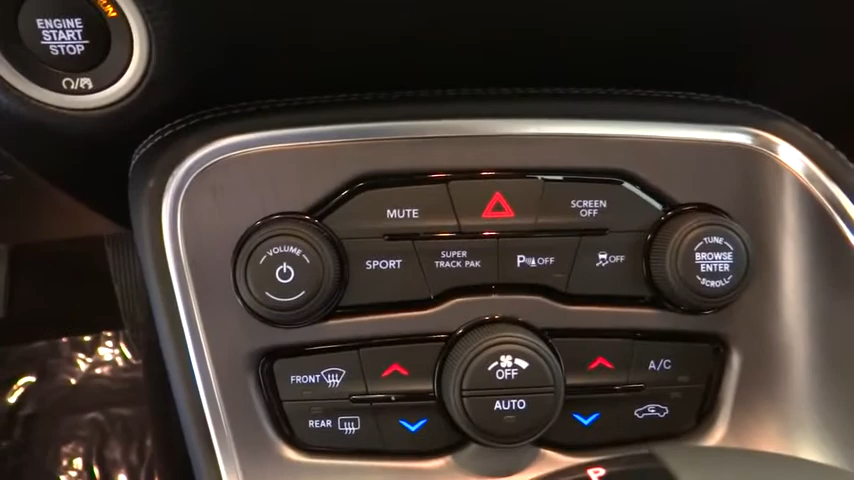 ENGINE
START
STOP
RUN
MUTE
SCREEN
OFF
VOLUME
SPORT
SUPER
TRACK PAK
P OFF
OFF
TUNE
BROWSE
ENTER
SCROLL
FRONT
OFF
AUTO
A/C
REAR
P